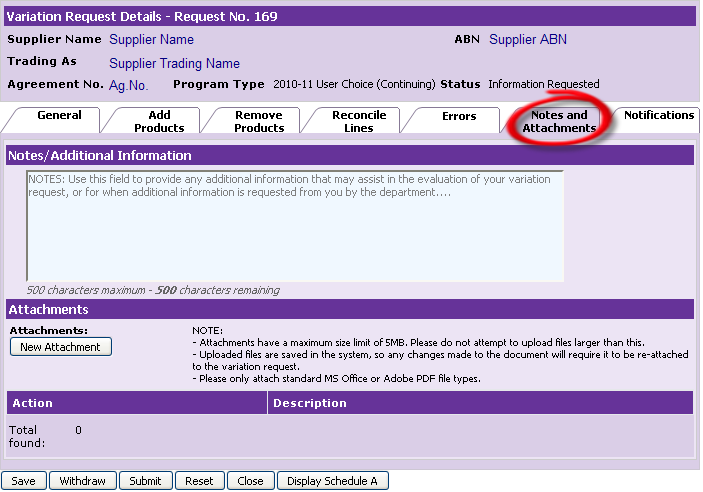 Variation Request Details - Request No. 169
Supplier Name Supplier Name ABN Supplier ABN
Trading As Supplier Trading Name
Agreement No. Ag.No. Program Type 2010-11 User Choice (Continuing) Status Information Requested
General
Add
Products
Remove
Products
Reconcile
Lines
Errors
Notes and
Attachments
Notifications
Notes/Additional Information
NOTES: Use this field to provide any additional information that may assist in the evaluation of your variation
request, or for when additional information is requested from you by the department....
500 characters maximum - 500 characters remaining
Attachments
Attachments:
New Attachment
NOTE:
- Attachments have a maximum size limit of 5MB. Please do not attempt to upload files larger than this.
- Uploaded files are saved in the system, so any changes made to the document will require it to be re-attached
to the variation request.
- Please only attach standard MS Office or Adobe PDF file types.
Action Description
Total 0
found:
Save Withdraw Submit Reset Close Display Schedule A